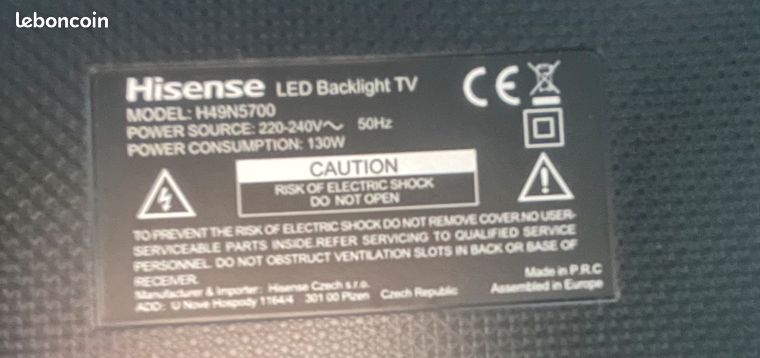 leboncoin
Hisense LED Backlight TV
MODEL: H49N5700
POWER SOURCE: 220-240V～ 50Hz
POWER CONSUMPTION: 130W
CAUTION
RISK OF ELECTRIC SHOCK
DO NOT OPEN
TO PREVENT THE RISK OF ELECTRIC SHOCK DO NOT REMOVE COVER.NO USER-
SERVICEABLE PARTS INSIDE.REFER SERVICING TO QUALIFIED SERVICE
PERSONNEL. DO NOT OBSTRUCT VENTILATION SLOTS IN BACK OR BASE OF
RECEIVER.
Made in P.R.C
Manufacturer & Importer: Hisense Czech s.r.o.
Assembled in Europe
ADD: U Nove Hospody 1164/4 301 00 Plzen Czech Republic
CE